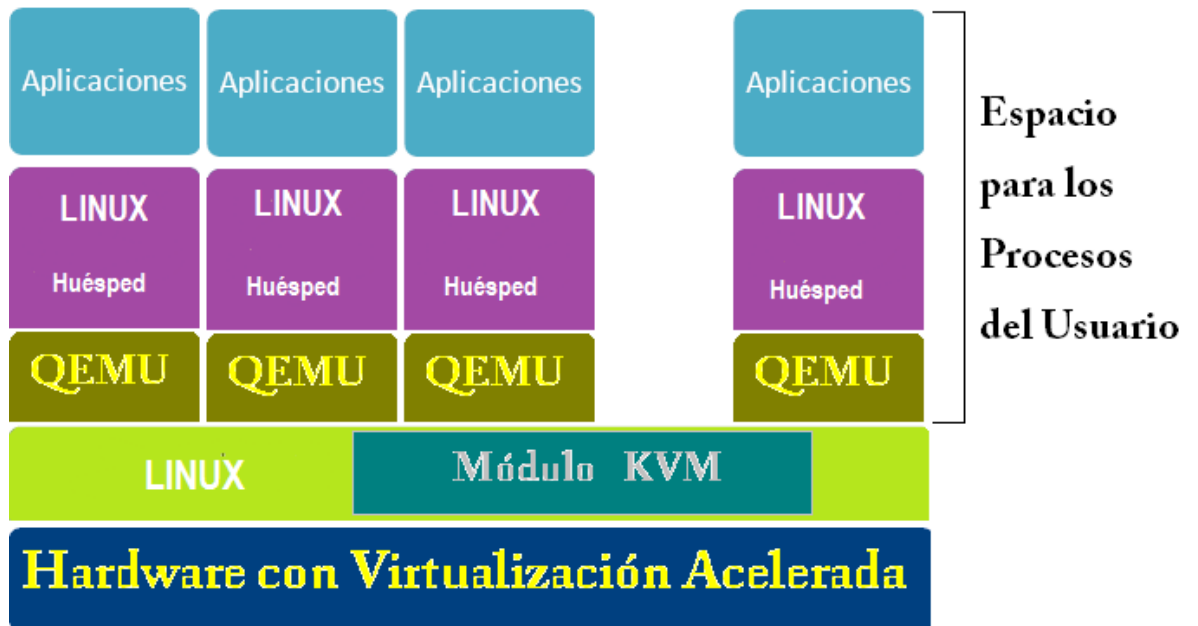 Aplicaciones
Aplicaciones
Aplicaciones
Aplicaciones
LINUX
Huésped
LINUX
Huésped
LINUX
Huésped
LINUX
Huésped
QEMU
QEMU
QEMU
QEMU
Espacio
para los
Procesos
del Usuario
LINUX
Módulo KVM
Hardware con Virtualización Acelerada